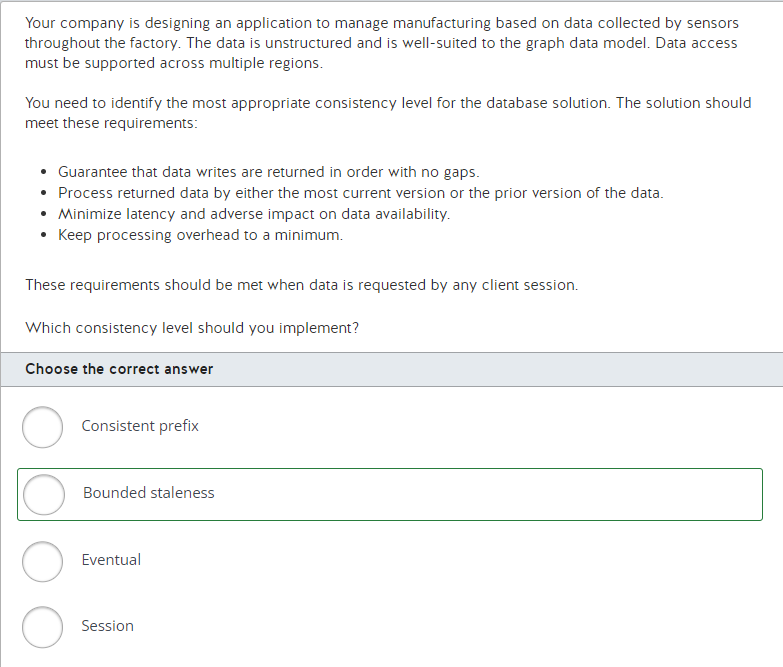 Your company is designing an application to manage manufacturing based on data collected by sensors
throughout the factory. The data is unstructured and is well-suited to the graph data model. Data access
must be supported across multiple regions.
You need to identify the most appropriate consistency level for the database solution. The solution should
meet these requirements:
• Guarantee that data writes are returned in order with no gaps.
• Process returned data by either the most current version or the prior version of the data.
• Minimize latency and adverse impact on data availability.
• Keep processing overhead to a minimum.
These requirements should be met when data is requested by any client session.
Which consistency level should you implement?
Choose the correct answer
Consistent prefix
Bounded staleness
Eventual
Session